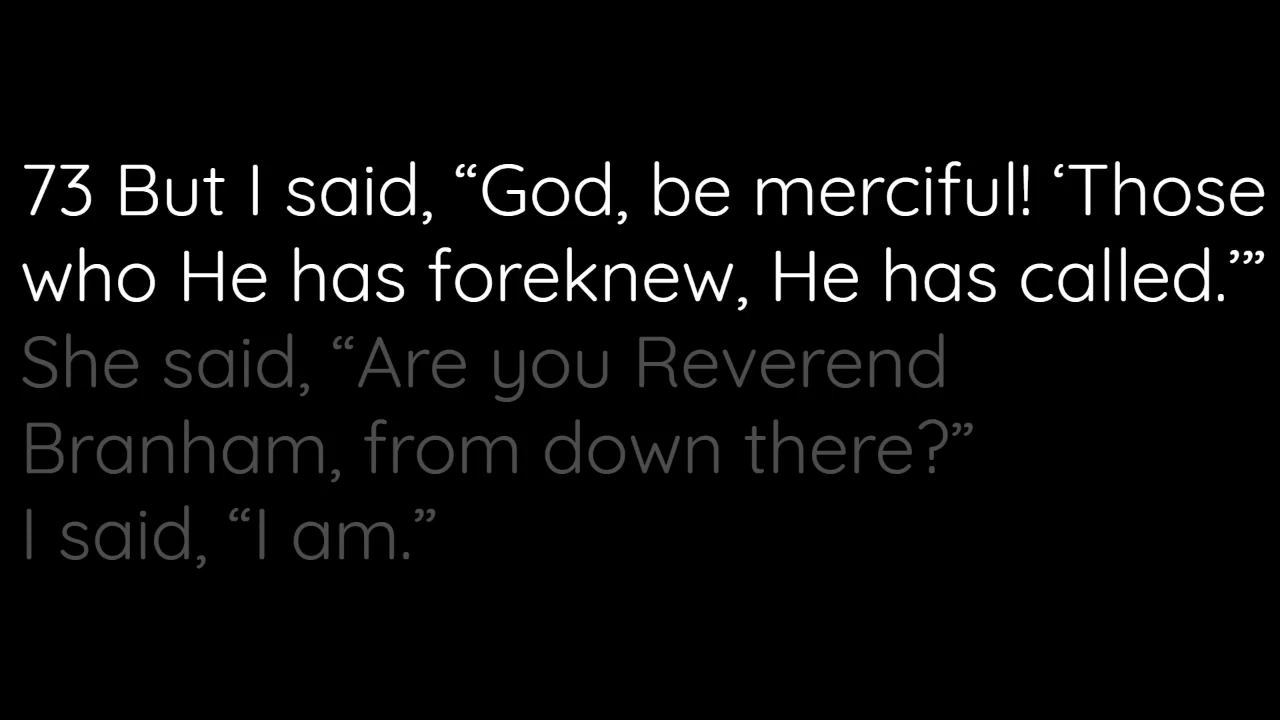 73 But I said, “God, be merciful! ‘Those
who He has foreknew, He has called.’”
She said, “Are you Reverend
Branham, from down there?”
I said, “I am.”